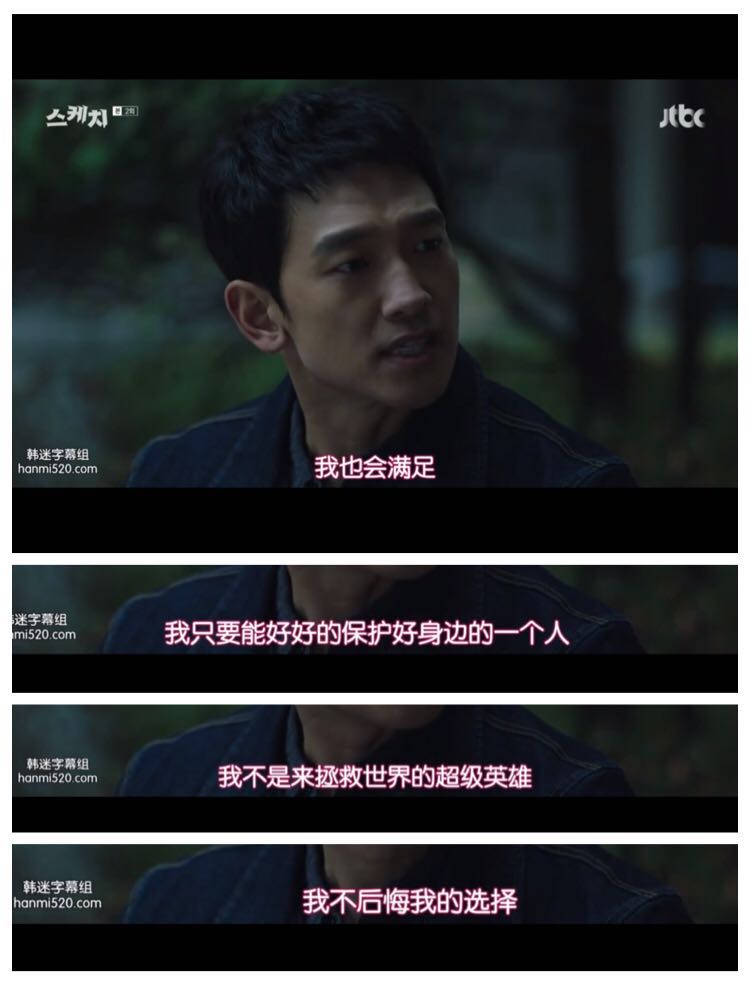 스케치
본 2회
jtbc
韩迷字幕组
hanmi520.com
我也会满足
迷字幕组
mi520.com
我只要能好好的保护好身边的一个人
韩迷字幕组
hanmi520.com
我不是来拯救世界的超级英雄
韩迷字幕组
hanmi520.com
我不后悔我的选择